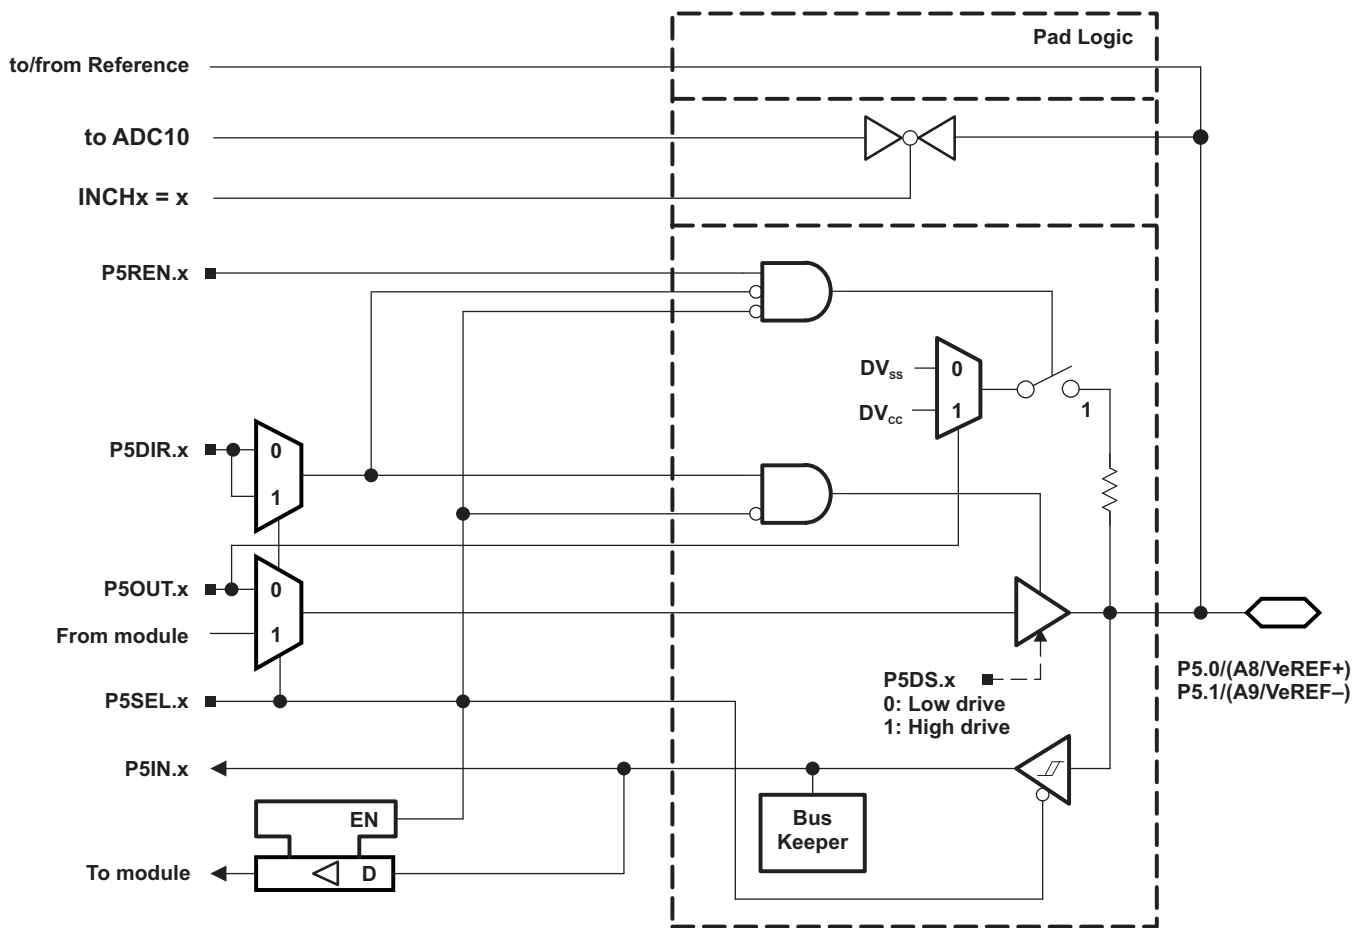 Pad Logic
to/from Reference
to ADC10
INCHx = x
P5REN.x
DVss
0
DVcc
1
1
P5DIR.x
0
1
P5OUT.x
0
From module
1
P5DS.x
0: Low drive
1: High drive
P5.0/(A8/VeREF+)
P5.1/(A9/VeREF–)
P5SEL.x
P5IN.x
Bus
Keeper
EN
To module
D